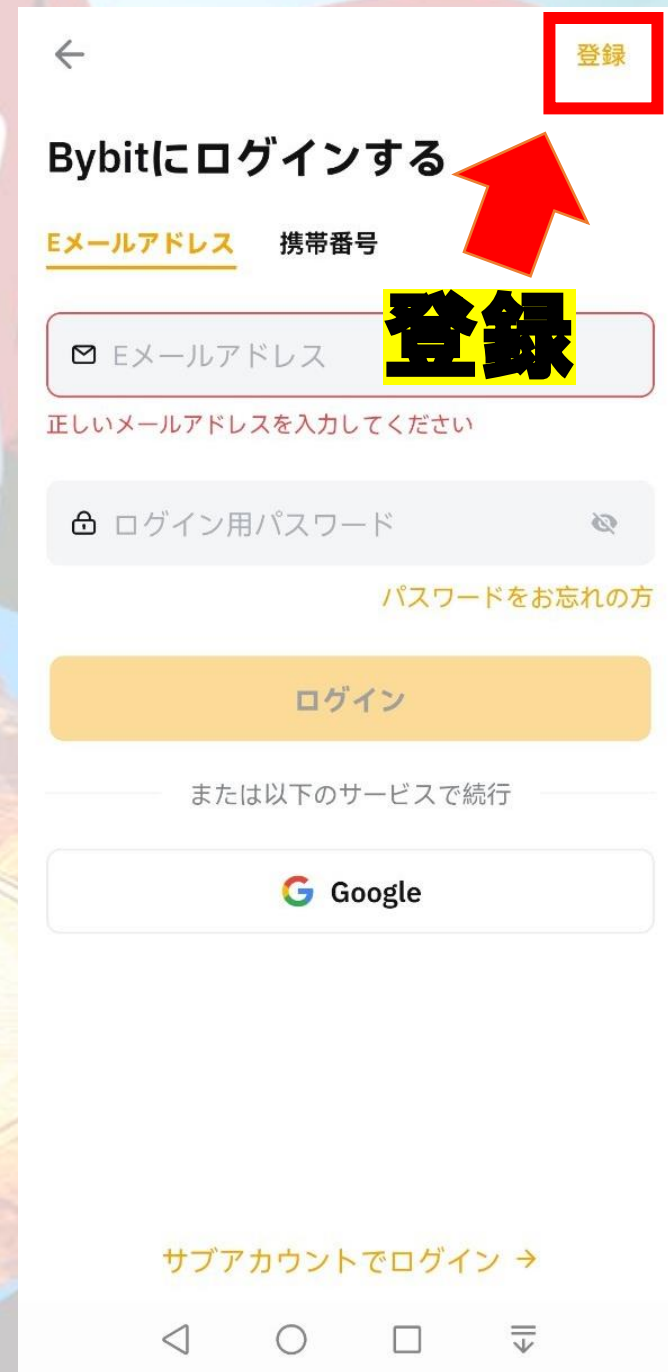 登録
Bybitにログインする
Eメールアドレス 携帯番号
登録
Eメールアドレス
正しいメールアドレスを入力してください
ログイン用パスワード
パスワードをお忘れの方
ログイン
または以下のサービスで続行
Google
サブアカウントでログイン →